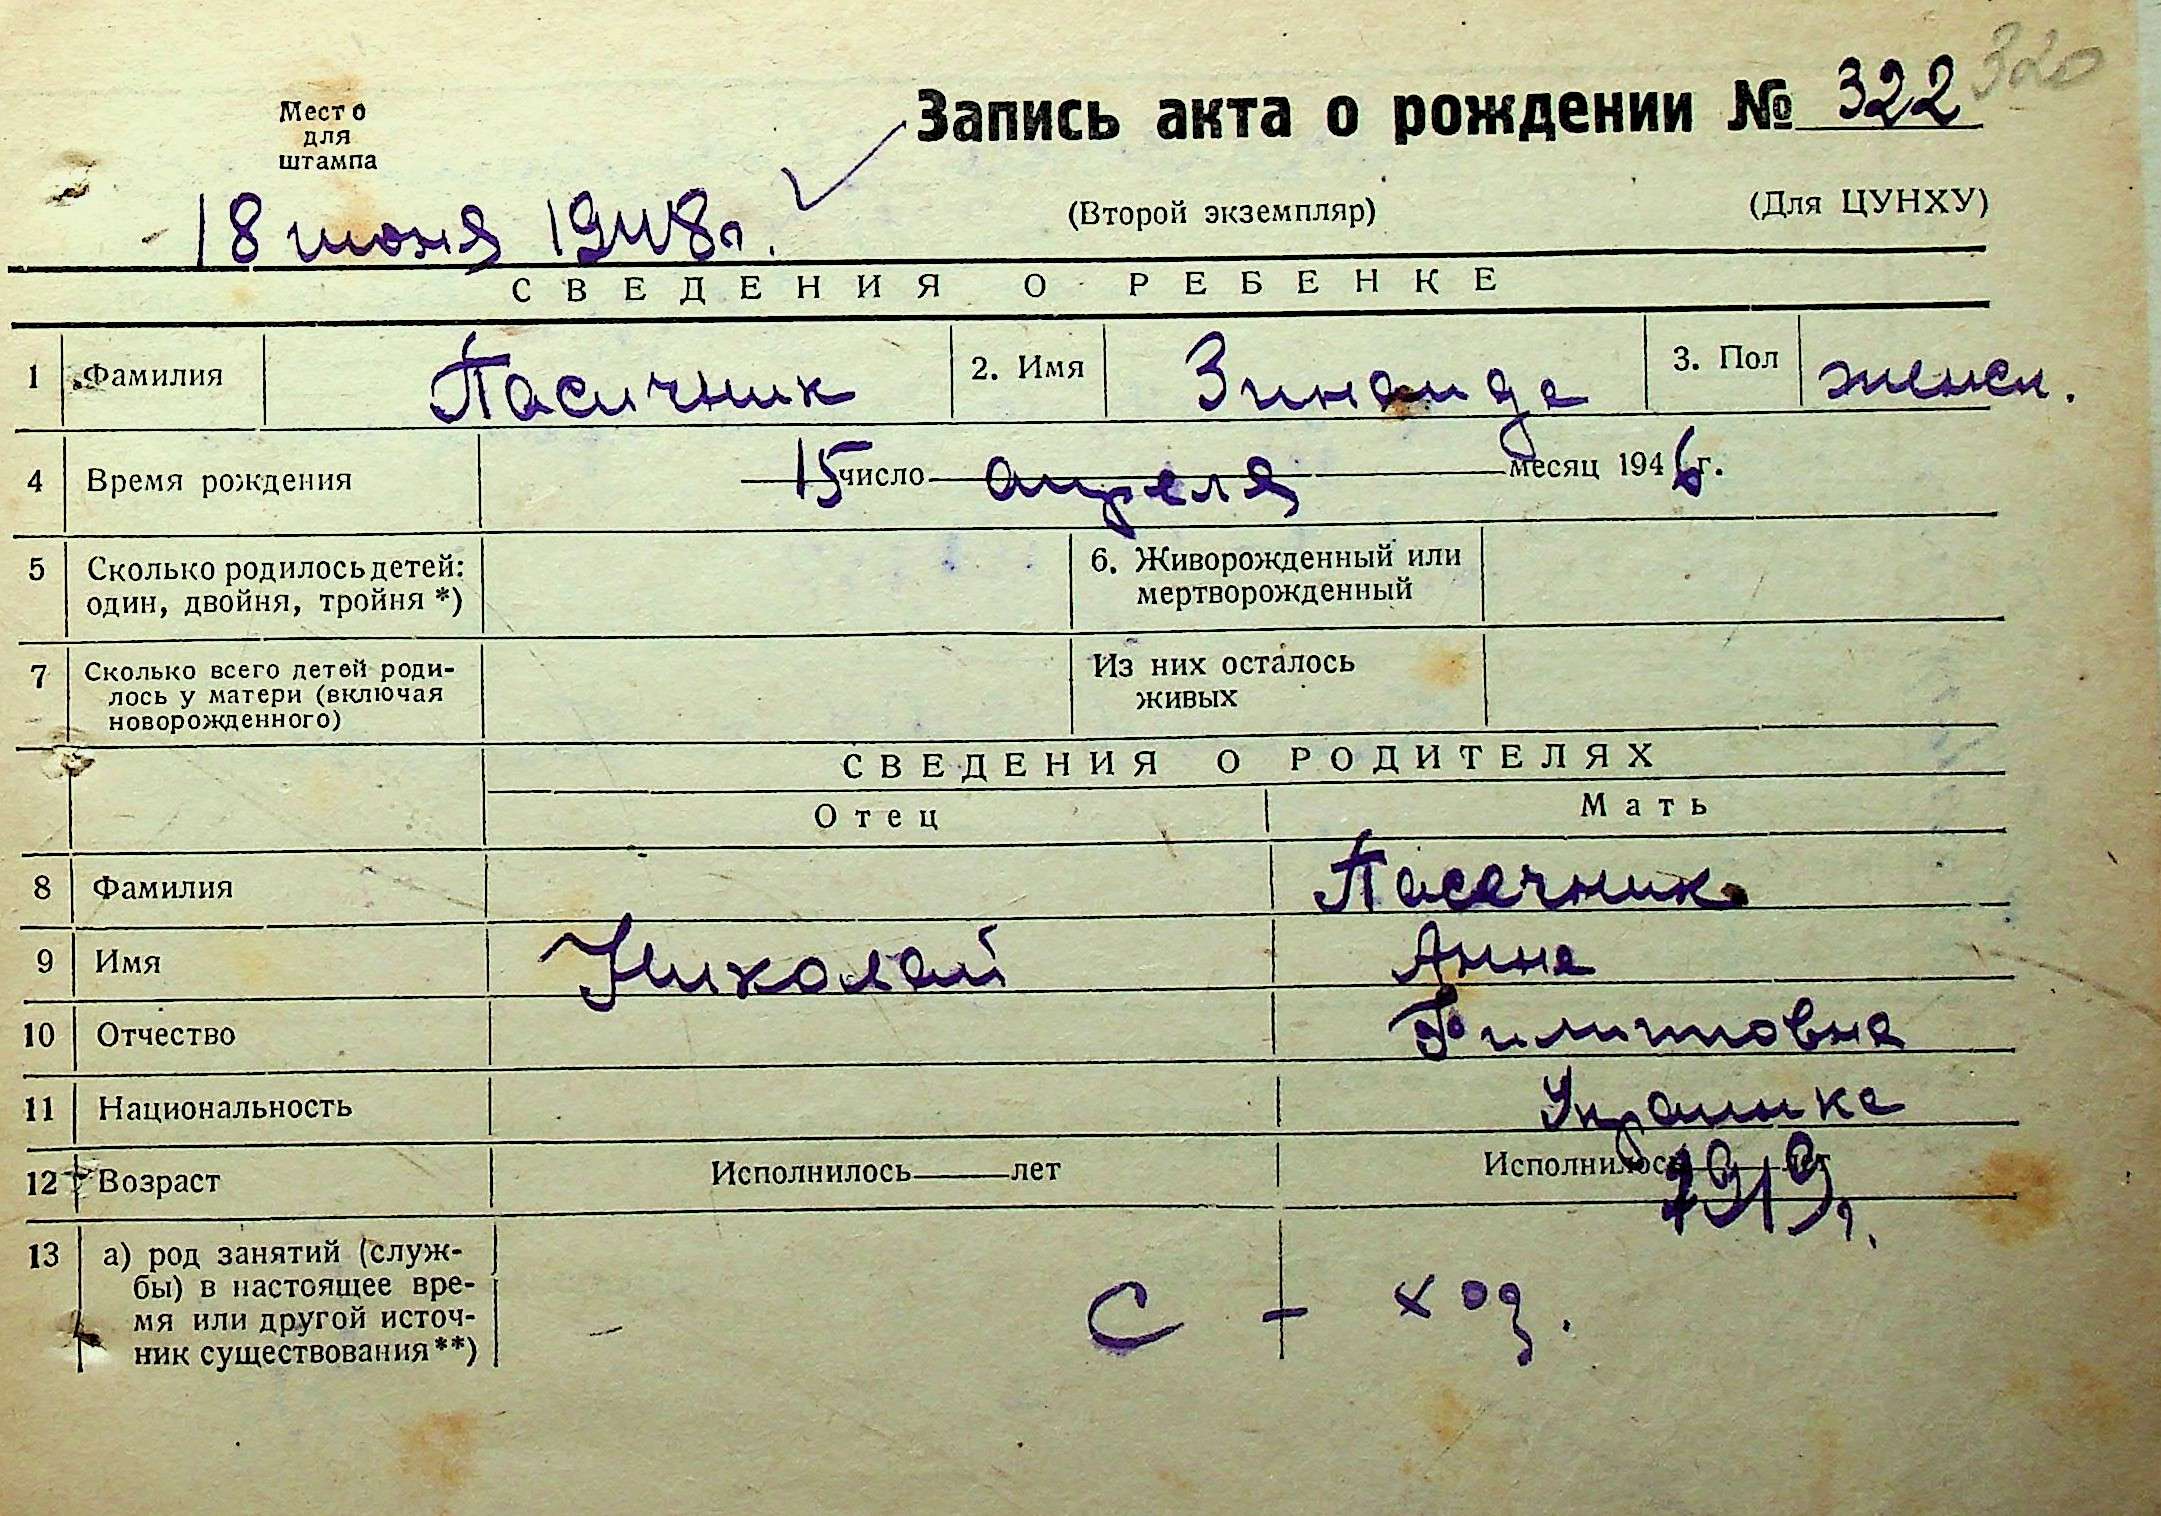 Место
для
штампа
Запись акта о рождении № 322 320
18 июня 1948г.
(Второй экземпляр)
(Для ЦУНХУ)
СВЕДЕНИЯ О РЕБЕНКЕ
1 Фамилия Пасичник 2. Имя Зинаида 3. Пол женск.
4 Время рождения 15 число апреля месяц 1946 г.
5 Сколько родилось детей: 6. Живорожденный или
один, двойня, тройня *) мертворожденный
7 Сколько всего детей роди- Из них осталось
лось у матери (включая живых
новорожденного)
СВЕДЕНИЯ О РОДИТЕЛЯХ
Отец Мать
8 Фамилия Пасечник
9 Имя Николай Анна
10 Отчество Филиповна
11 Национальность Украинка
12 Возраст Исполнилось лет Исполнилось лет
1919г.
13 а) род занятий (служ-
бы) в настоящее вре-
мя или другой источ- — с - хоз.
ник существования **)